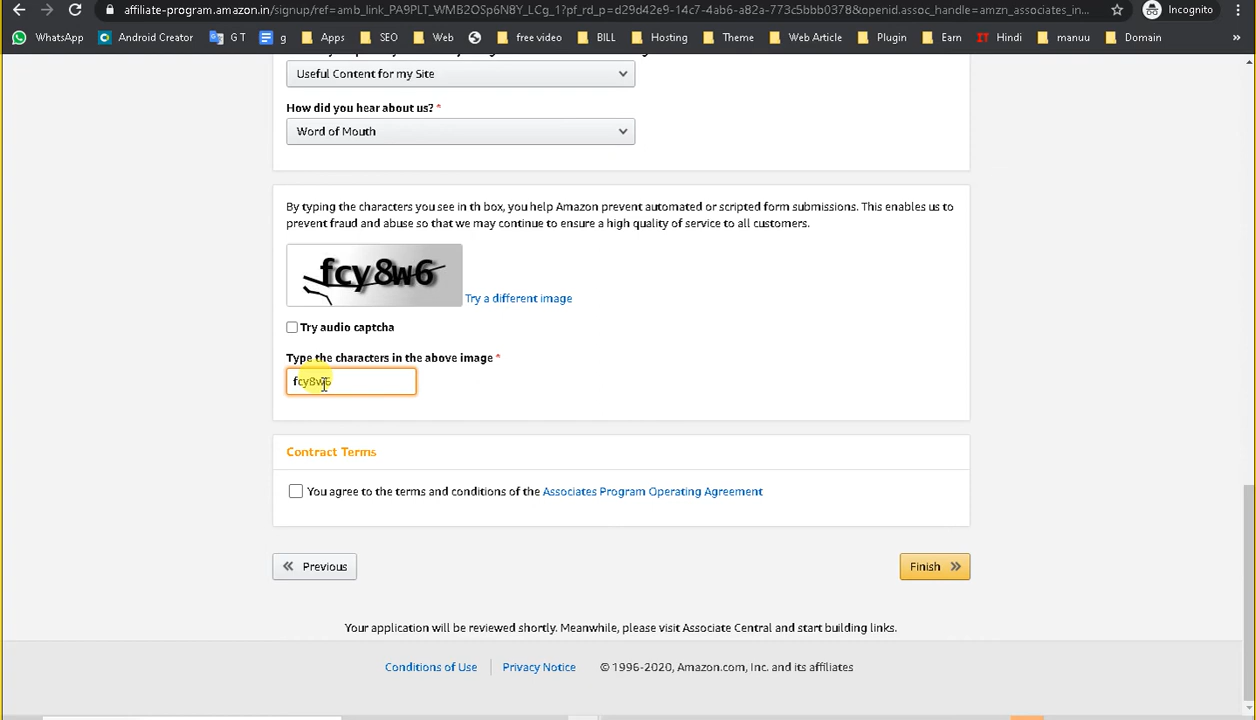 affiliate-program.amazon.in/signup/ref=amb_link_PA9PLT_WMB2OSp6N8Y_LCg_1?pf_rd_p=d29d42e9-14c7-4ab6-a82a-773c5bbb0378&openid.assoc_handle=amzn_associates_in...
Incognito
WhatsApp Android Creator G T g Apps SEO Web free video BILL Hosting Theme Web Article Plugin Earn Hindi manuu Domain »
Useful Content for my Site
How did you hear about us? *
Word of Mouth
By typing the characters you see in th box, you help Amazon prevent automated or scripted form submissions. This enables us to
prevent fraud and abuse so that we may continue to ensure a high quality of service to all customers.
fcy8w6
Try a different image
Try audio captcha
Type the characters in the above image *
fcy8w6
Contract Terms
You agree to the terms and conditions of the Associates Program Operating Agreement
« Previous
Finish »
Your application will be reviewed shortly. Meanwhile, please visit Associate Central and start building links.
Conditions of Use | Privacy Notice © 1996-2020, Amazon.com, Inc. and its affiliates